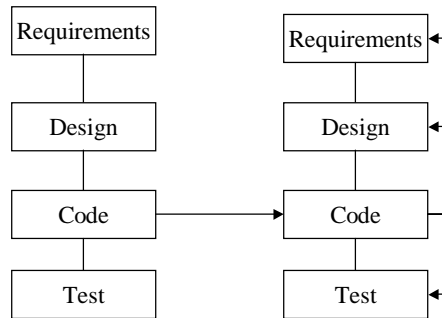 Requirements
Design
Code
Test
Requirements
Design
Code
Test